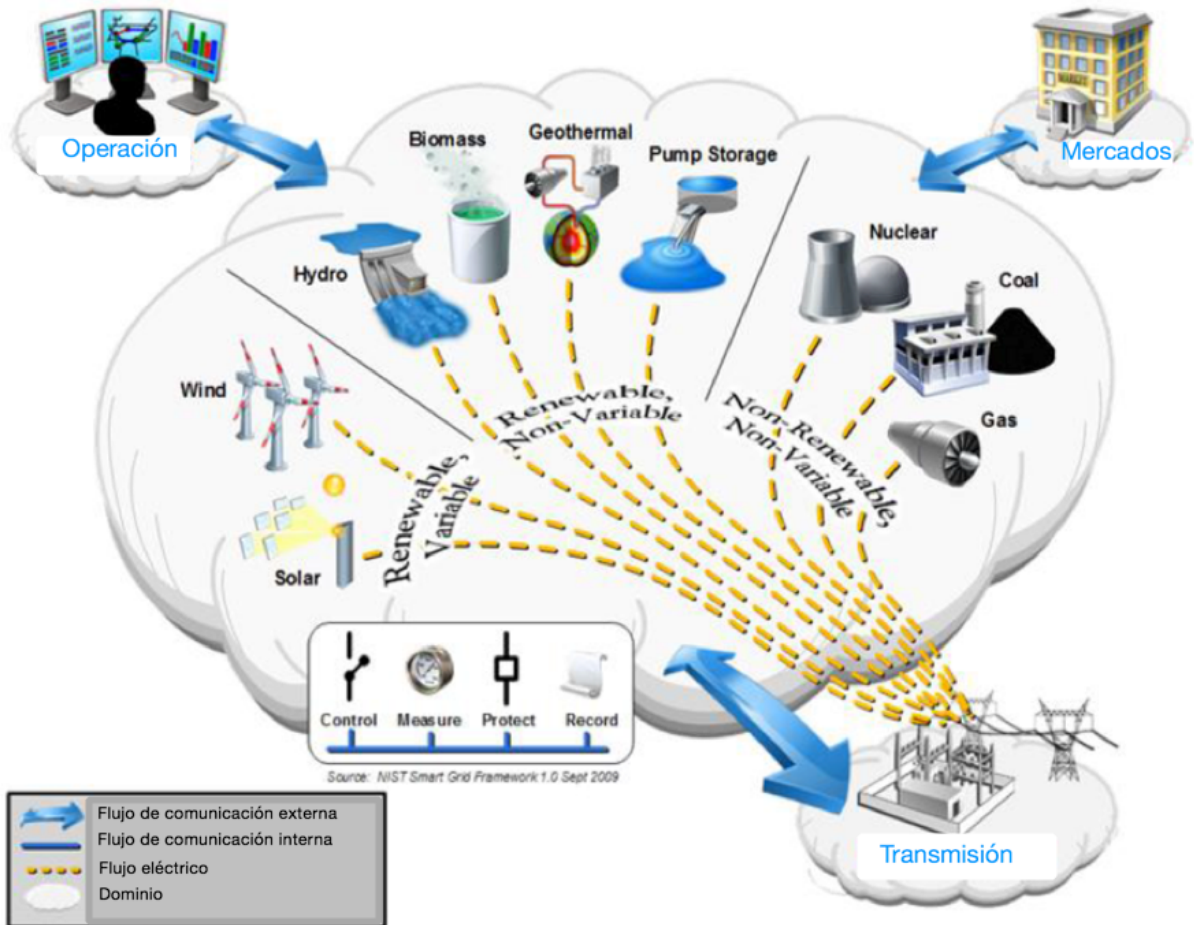 Operación
MARKET
Mercados
Biomass
Geothermal
Pump Storage
Hydro
Nuclear
Coal
Wind
Gas
Solar
Renewable,
Variable
Renewable,
Non-Variable
Non-Renewable,
Non-Variable
Control
Measure
Protect
Record
Source: NIST Smart Grid Framework 1.0 Sept 2009
Transmisión
Flujo de comunicación externa
Flujo de comunicación interna
Flujo eléctrico
Dominio